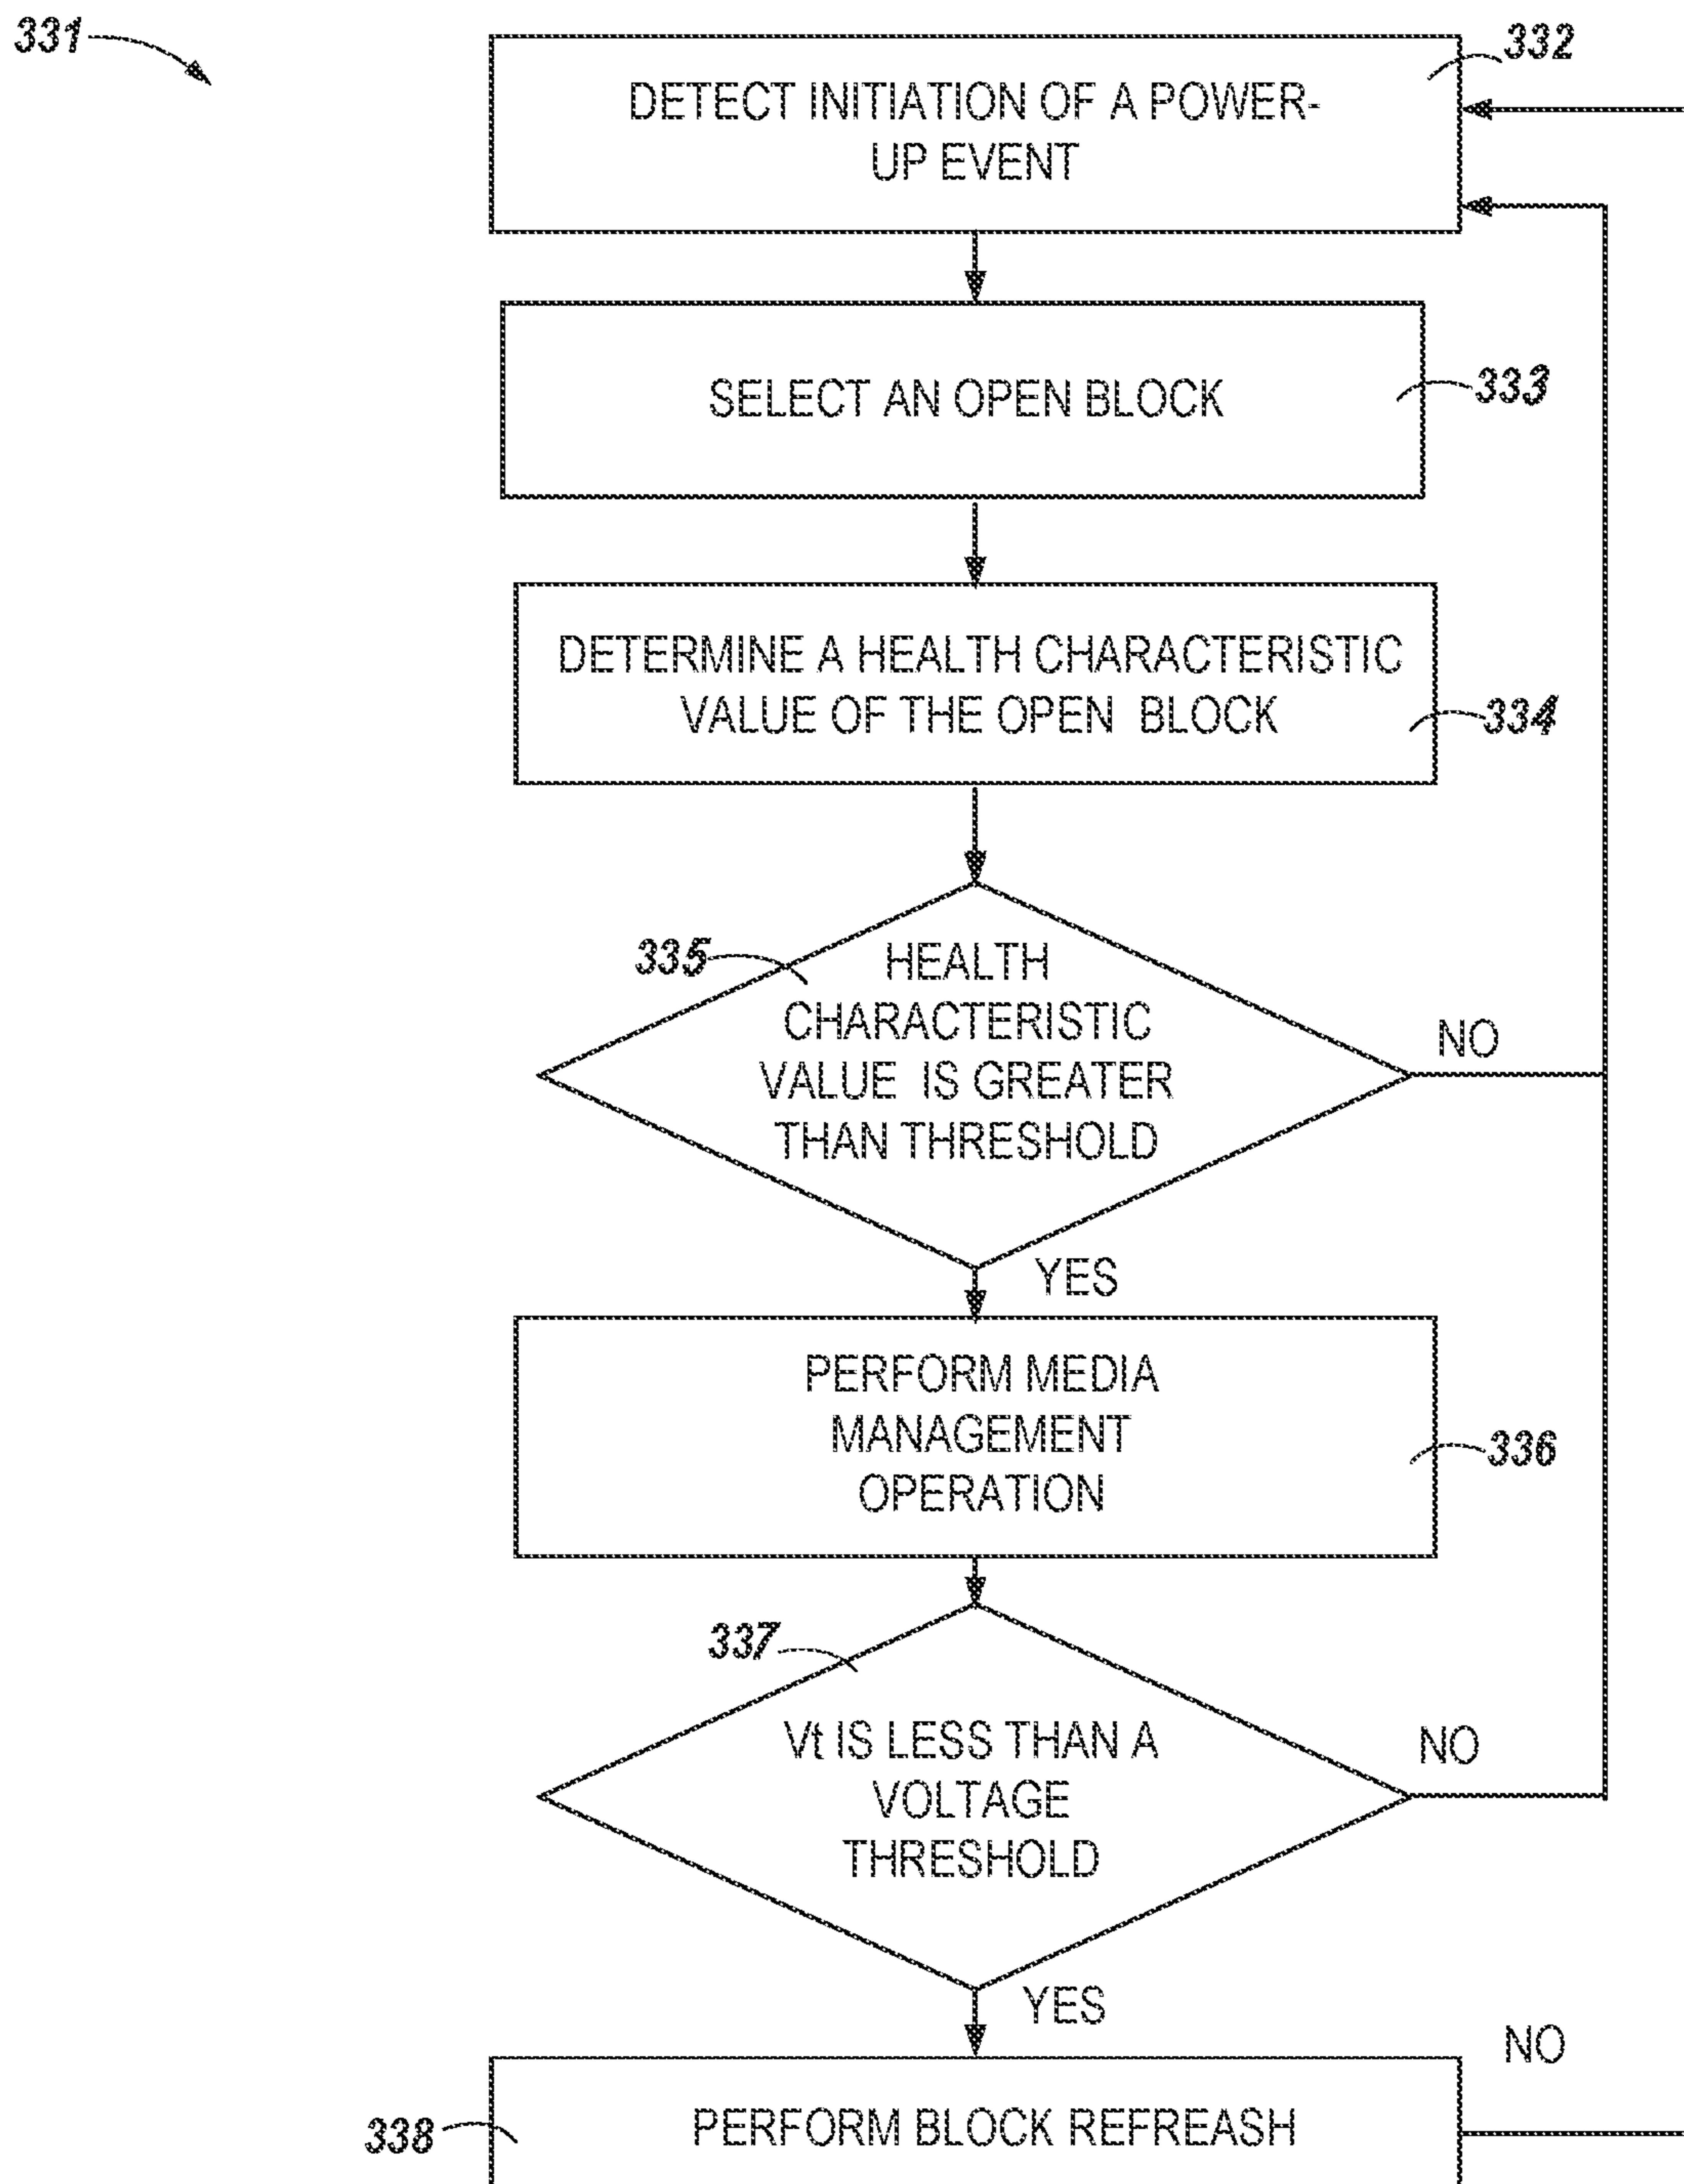 331
332
DETECT INITIATION OF A POWER-
UP EVENT
SELECT AN OPEN BLOCK
333
DETERMINE A HEALTH CHARACTERISTIC
VALUE OF THE OPEN BLOCK
334
335
HEALTH
CHARACTERISTIC
VALUE IS GREATER
THAN THRESHOLD
NO
YES
PERFORM MEDIA
MANAGEMENT
OPERATION
336
337
Vt IS LESS THAN A
VOLTAGE
THRESHOLD
NO
YES
NO
338
PERFORM BLOCK REFREASH